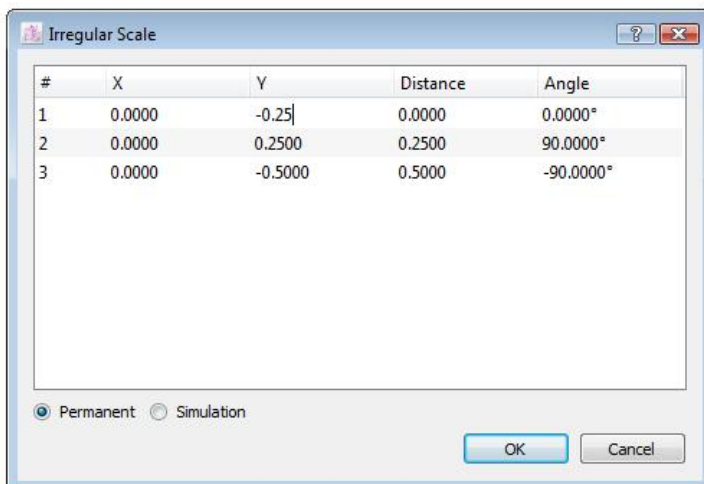 Irregular Scale ?
# X Y Distance Angle
1 0.0000 -0.25 0.0000 0.0000°
2 0.0000 0.2500 0.2500 90.0000°
3 0.0000 -0.5000 0.5000 -90.0000°
Permanent Simulation
OK Cancel